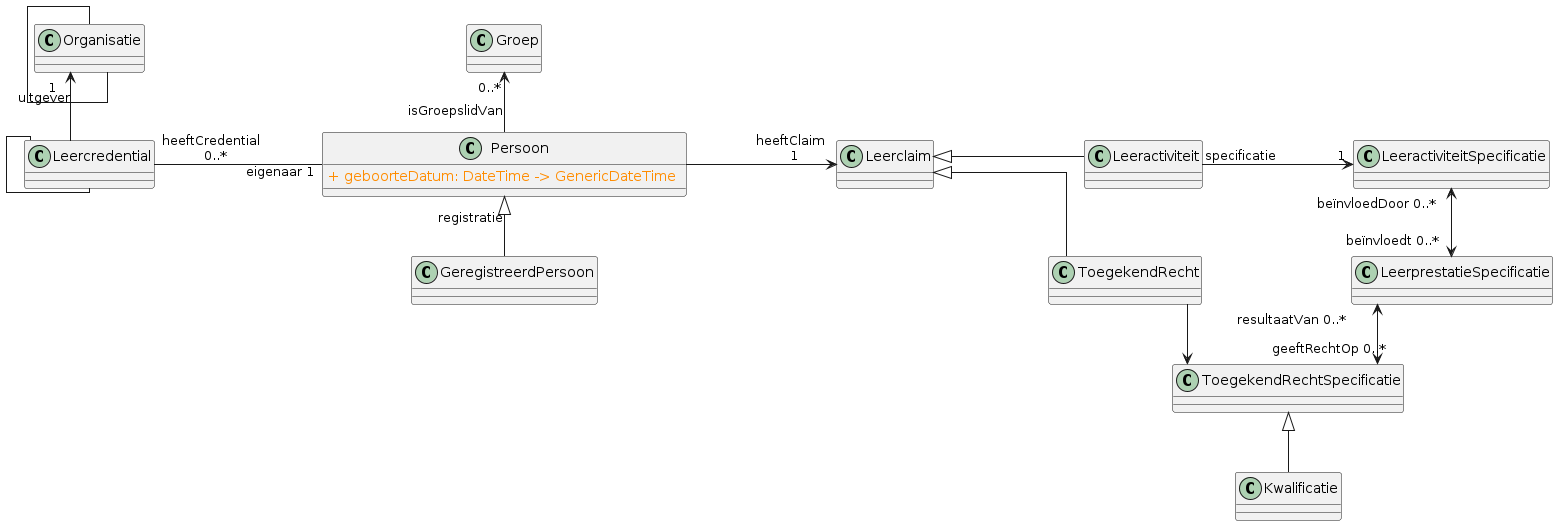 C Organisatie
C Groep
1
uitgever
0..*
isGroepslidVan
C Leercredential
heeftCredential
0..*
eigenaar 1
C Persoon
+ geboorteDatum: DateTime -> GenericDateTime
heeftClaim
1
C Leerclaim
C Leeractiviteit
specificatie
1
C LeeractiviteitSpecificatie
registratie
beïnvloedDoor 0..*
beïnvloedt 0..*
C GeregistreerdPersoon
C ToegekendRecht
C LeerprestatieSpecificatie
resultaatVan 0..*
geeftRechtOp 0..*
C ToegekendRechtSpecificatie
C Kwalificatie